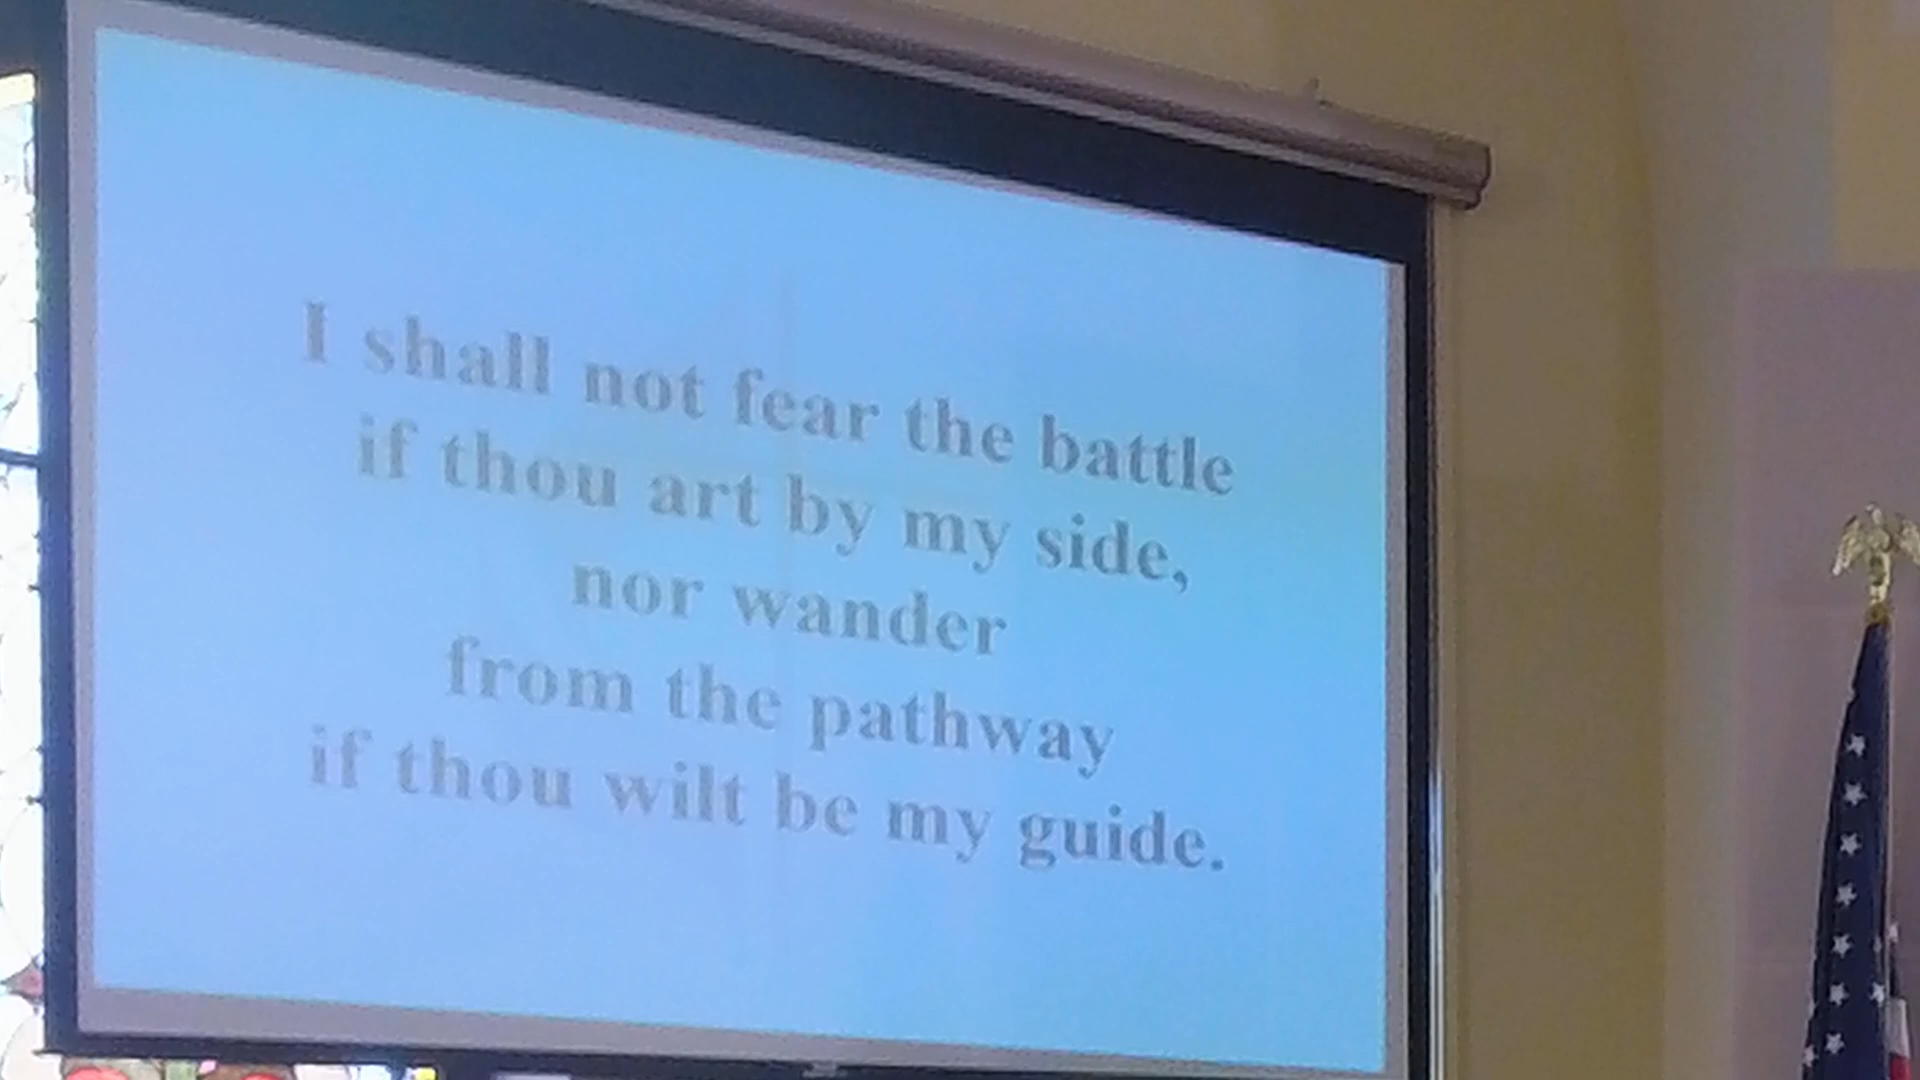 I shall not fear the battle
if thou art by my side,
nor wander
from the pathway
if thou wilt be my guide.